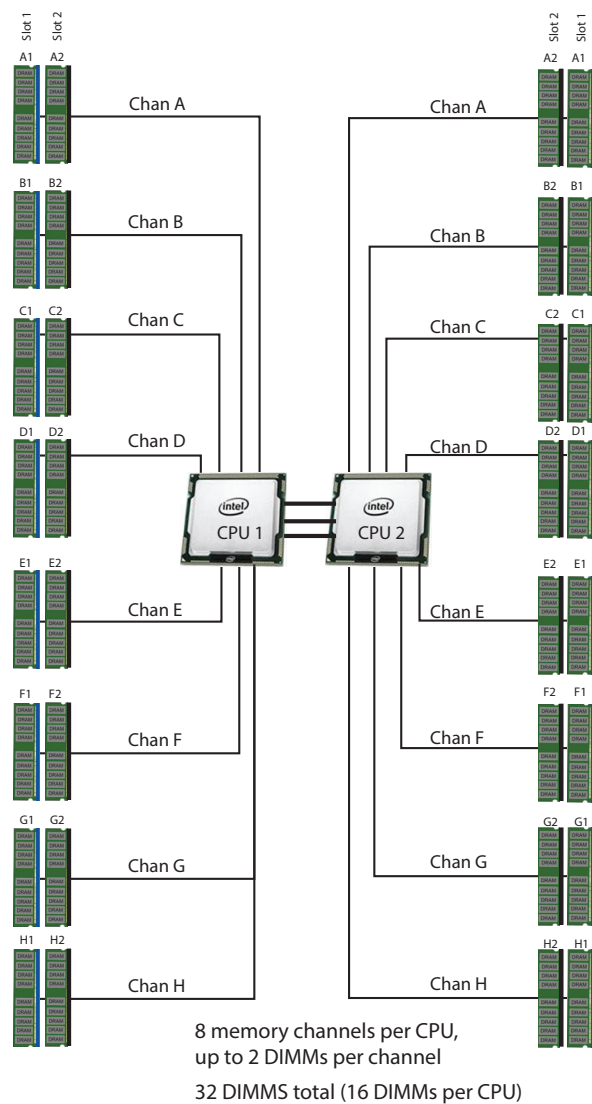 Slot 1
Slot 2
Slot 2
Slot 1
A1 A2
A2 A1
Chan A
Chan A
B1 B2
B2 B1
Chan B
Chan B
C1 C2
C2 C1
Chan C
Chan C
D1 D2
D2 D1
Chan D
Chan D
intel
CPU 1
intel
CPU 2
E1 E2
E2 E1
Chan E
Chan E
F1 F2
F2 F1
Chan F
Chan F
G1 G2
G2 G1
Chan G
Chan G
H1 H2
H2 H1
Chan H
Chan H
DRAM
8 memory channels per CPU,
up to 2 DIMMs per channel
32 DIMMS total (16 DIMMs per CPU)